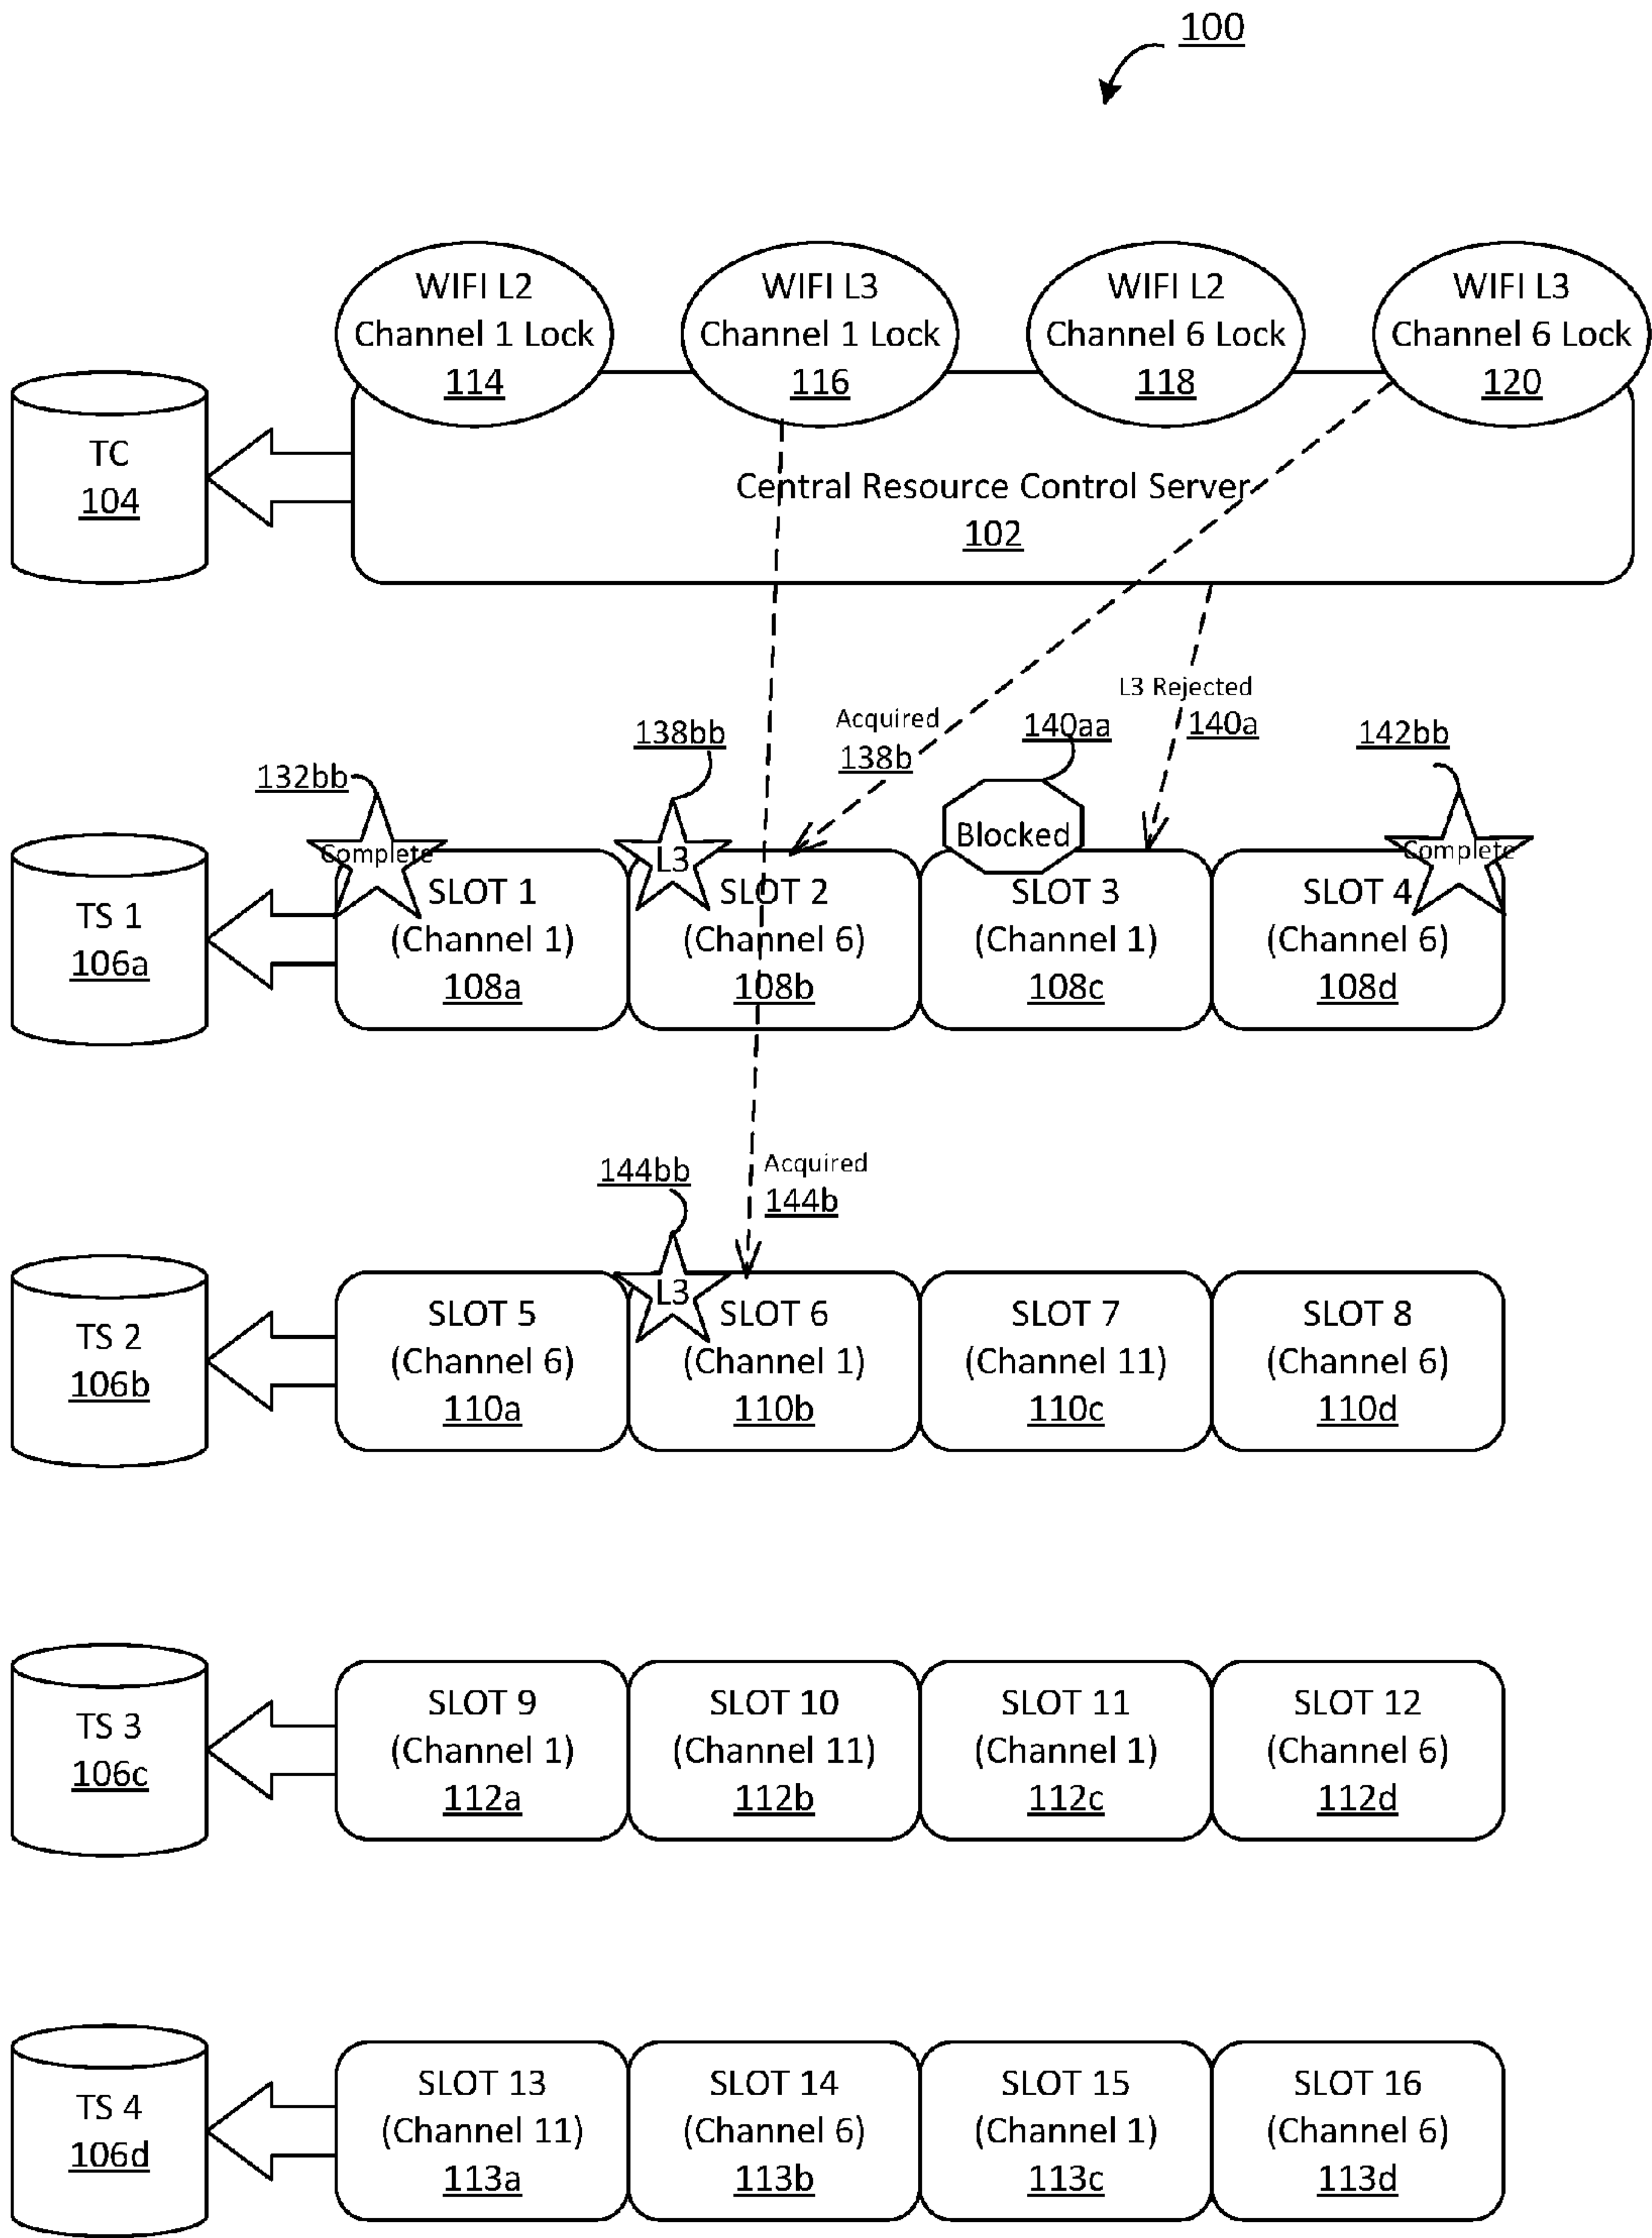 100
WIFI L2
Channel 1 Lock
114
WIFI L3
Channel 1 Lock
116
WIFI L2
Channel 6 Lock
118
WIFI L3
Channel 6 Lock
120
TC
104
Central Resource Control Server
102
L3 Rejected
140a
Acquired
138b
138bb
140aa
142bb
132bb
Complete
L3
Blocked
Complete
TS 1
106a
SLOT 1
(Channel 1)
108a
SLOT 2
(Channel 6)
108b
SLOT 3
(Channel 1)
108c
SLOT 4
(Channel 6)
108d
144bb
Acquired
144b
L3
TS 2
106b
SLOT 5
(Channel 6)
110a
SLOT 6
(Channel 1)
110b
SLOT 7
(Channel 11)
110c
SLOT 8
(Channel 6)
110d
TS 3
106c
SLOT 9
(Channel 1)
112a
SLOT 10
(Channel 11)
112b
SLOT 11
(Channel 1)
112c
SLOT 12
(Channel 6)
112d
TS 4
106d
SLOT 13
(Channel 11)
113a
SLOT 14
(Channel 6)
113b
SLOT 15
(Channel 1)
113c
SLOT 16
(Channel 6)
113d